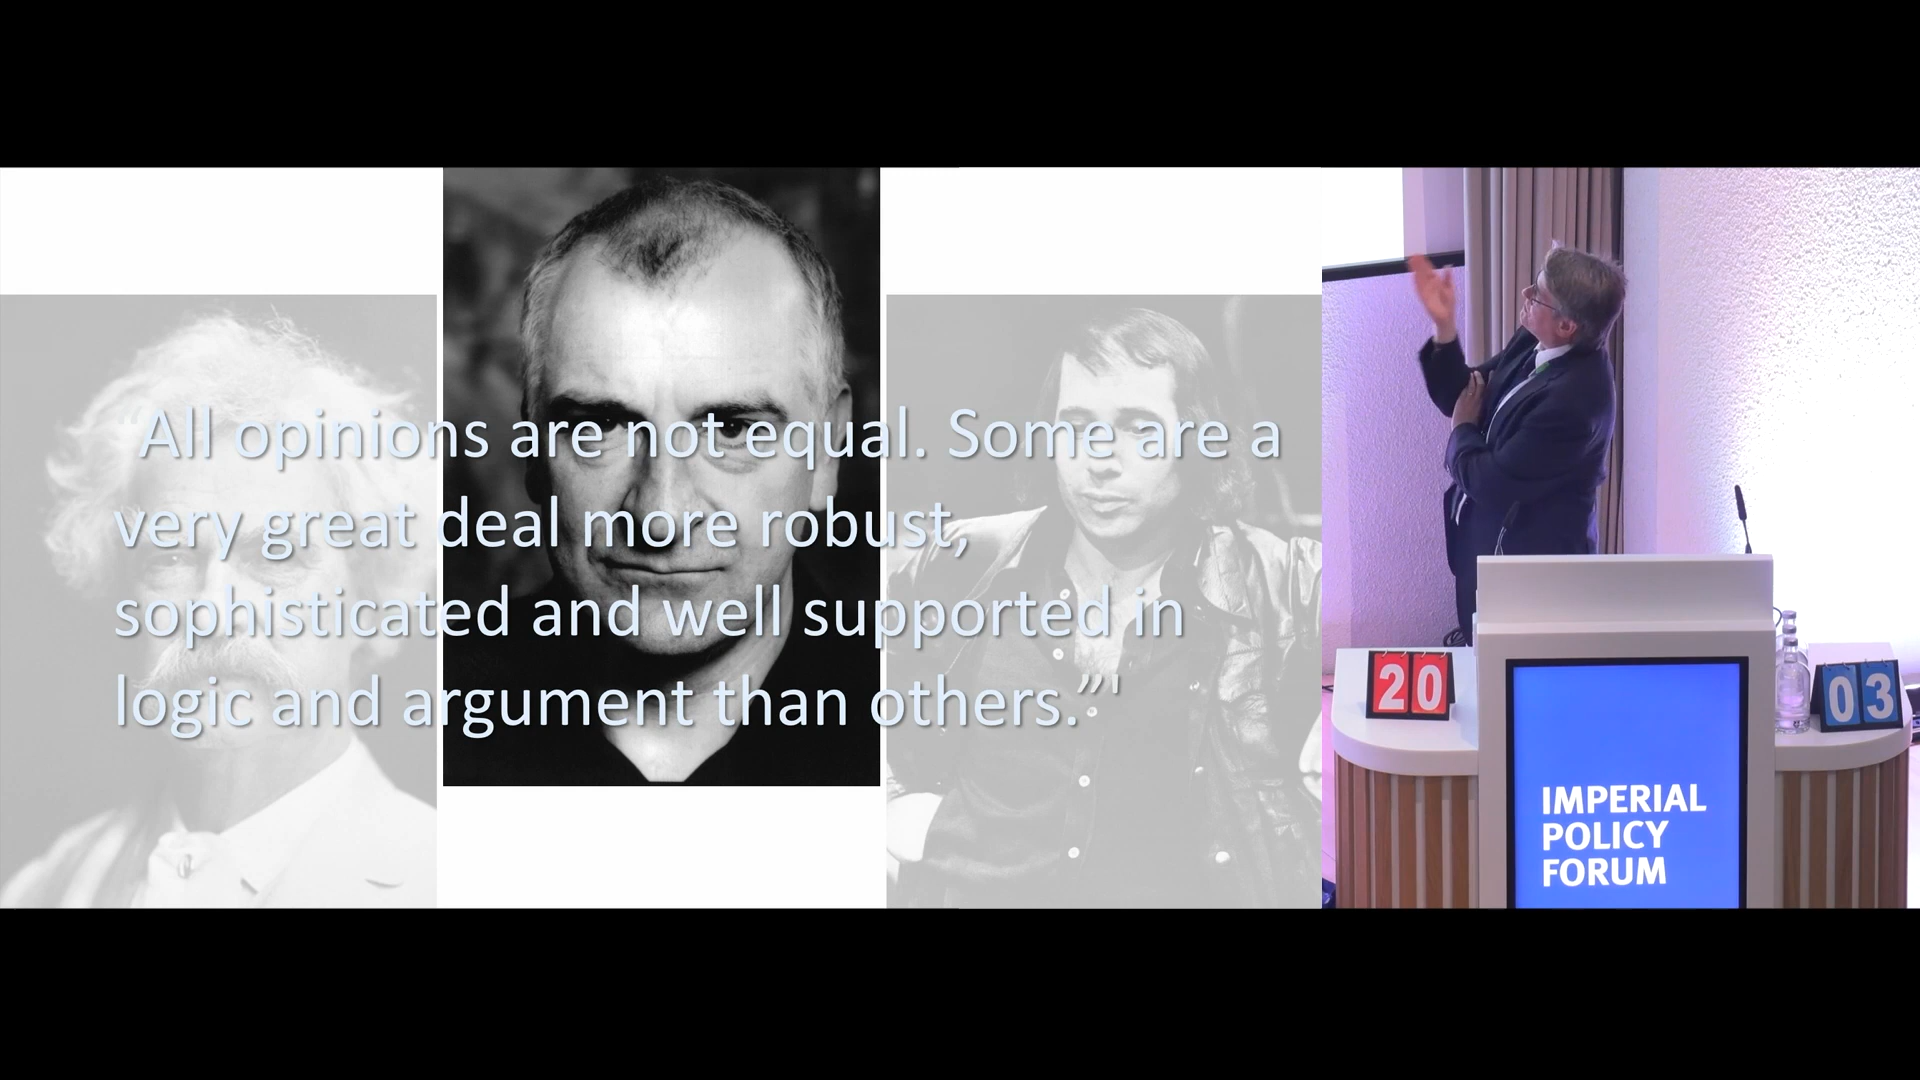 “All opinions are not equal. Some are a
very great deal more robust,
sophisticated and well supported in
logic and argument than others.”'
20
03
IMPERIAL
POLICY
FORUM